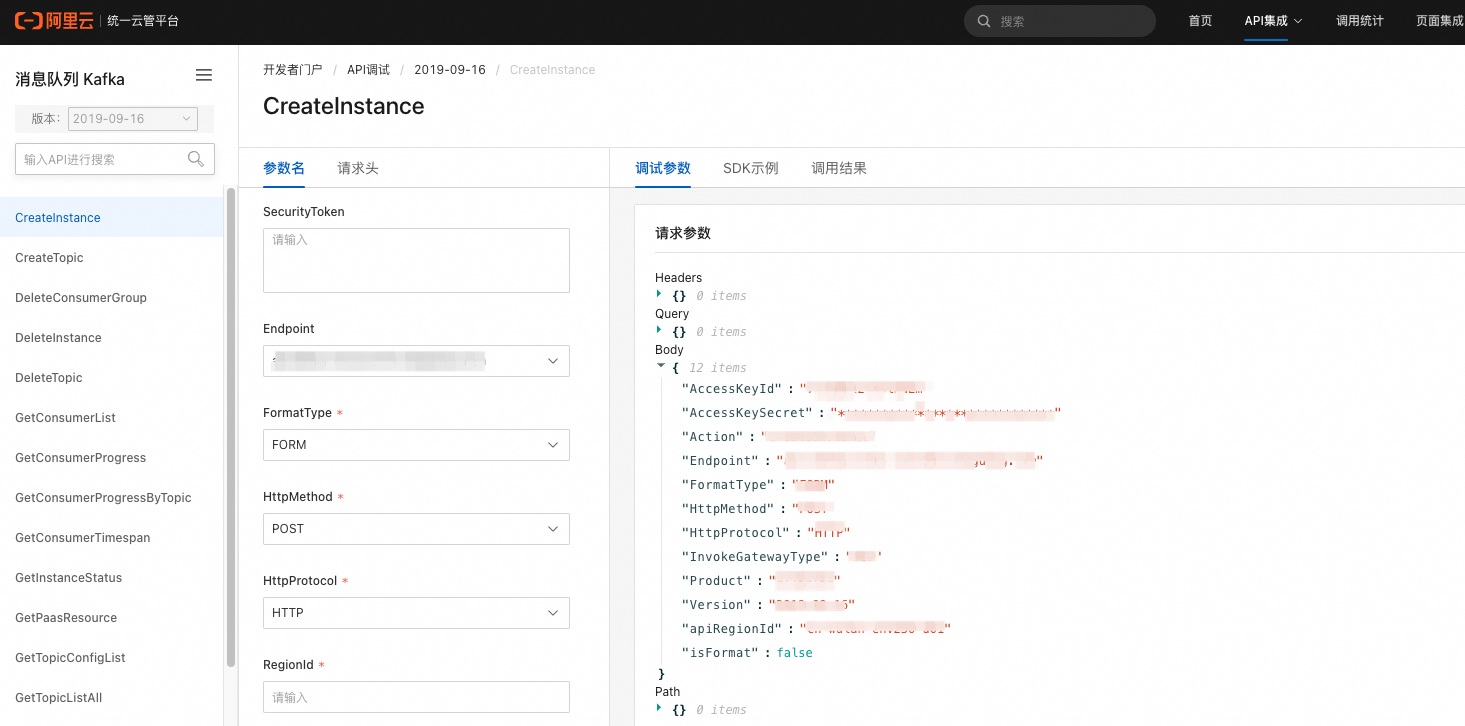 阿里云 统一云管平台 搜索 首页 API集成 调用统计 页面集成
消息队列 Kafka
版本: 2019-09-16
输入API进行搜索
CreateInstance
CreateTopic
DeleteConsumerGroup
DeleteInstance
DeleteTopic
GetConsumerList
GetConsumerProgress
GetConsumerProgressByTopic
GetConsumerTimespan
GetInstanceStatus
GetPaasResource
GetTopicConfigList
GetTopicListAll
开发者门户 / API调试 / 2019-09-16 / CreateInstance
CreateInstance
参数名 请求头
SecurityToken
请输入
Endpoint
FormatType *
FORM
HttpMethod *
POST
HttpProtocol *
HTTP
RegionId *
请输入
调试参数 SDK示例 调用结果
请求参数
Headers
{} 0 items
Query
{} 0 items
Body
{ 12 items
"AccessKeyId" : "
"AccessKeySecret" : "
"Action" : "
"Endpoint" : "
"FormatType" : "
"HttpMethod" : "
"HttpProtocol" : "HTTP"
"InvokeGatewayType" : "
"Product" : "
"Version" : "
"apiRegionId" : "
"isFormat" : false
}
Path
{} 0 items